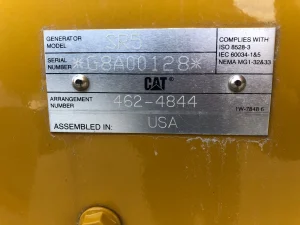 GENERATOR
MODEL SR5
COMPLIES WITH
ISO 8528-3
IEC 60034-1&5
NEMA MG1-32&33
SERIAL
NUMBER *G8A00128*
CAT®
ARRANGEMENT
NUMBER 462-4844
ASSEMBLED IN: USA